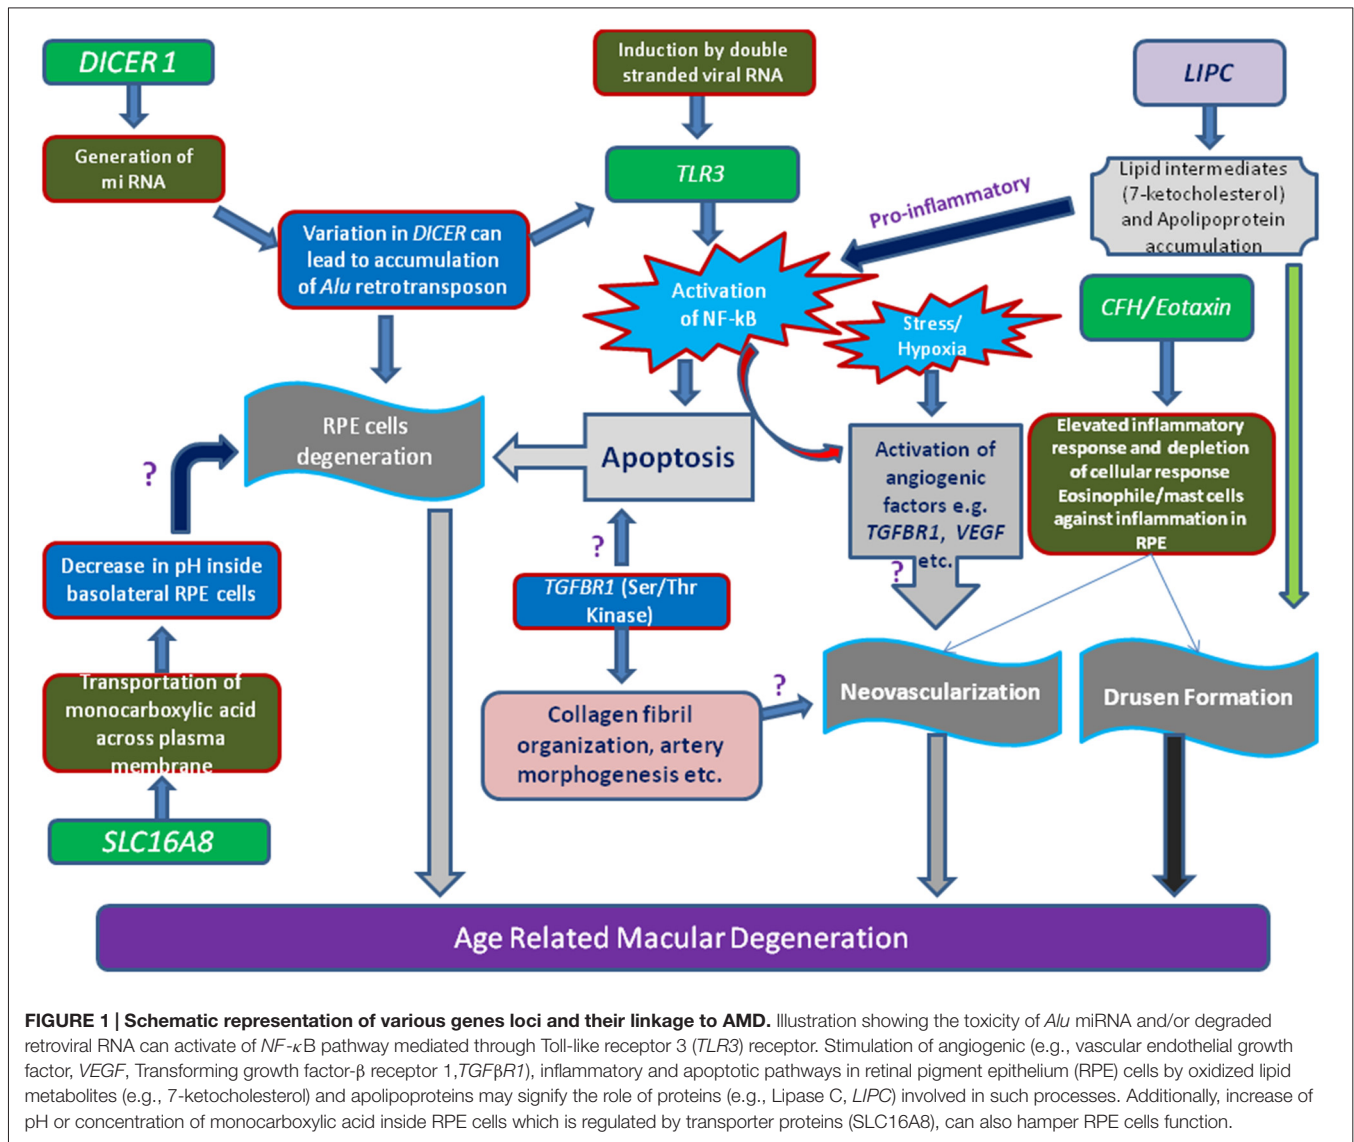 DICER 1
Generation of
mi RNA
Variation in DICER can
lead to accumulation
of Alu retrotransposon
Induction by double
stranded viral RNA
TLR3
Activation
of NF-kB
Pro-inflammatory
LIPC
Lipid intermediates
(7-ketocholesterol)
and Apolipoprotein
accumulation
Stress/
Hypoxia
CFH/Eotaxin
RPE cells
degeneration
Apoptosis
Activation of
angiogenic
factors e.g.
TGFBR1, VEGF
etc.
Elevated inflammatory
response and depletion
of cellular response
Eosinophile/mast cells
against inflammation in
RPE
?
?
?
Decrease in pH inside
basolateral RPE cells
TGFBR1 (Ser/Thr
Kinase)
Transportation of
monocarboxylic acid
across plasma
membrane
Collagen fibril
organization, artery
morphogenesis etc.
?
Neovascularization
Drusen Formation
SLC16A8
Age Related Macular Degeneration
FIGURE 1 | Schematic representation of various genes loci and their linkage to AMD. Illustration showing the toxicity of Alu miRNA and/or degraded
retroviral RNA can activate of NF-κB pathway mediated through Toll-like receptor 3 (TLR3) receptor. Stimulation of angiogenic (e.g., vascular endothelial growth
factor, VEGF, Transforming growth factor-β receptor 1,TGFβR1), inflammatory and apoptotic pathways in retinal pigment epithelium (RPE) cells by oxidized lipid
metabolites (e.g., 7-ketocholesterol) and apolipoproteins may signify the role of proteins (e.g., Lipase C, LIPC) involved in such processes. Additionally, increase of
pH or concentration of monocarboxylic acid inside RPE cells which is regulated by transporter proteins (SLC16A8), can also hamper RPE cells function.